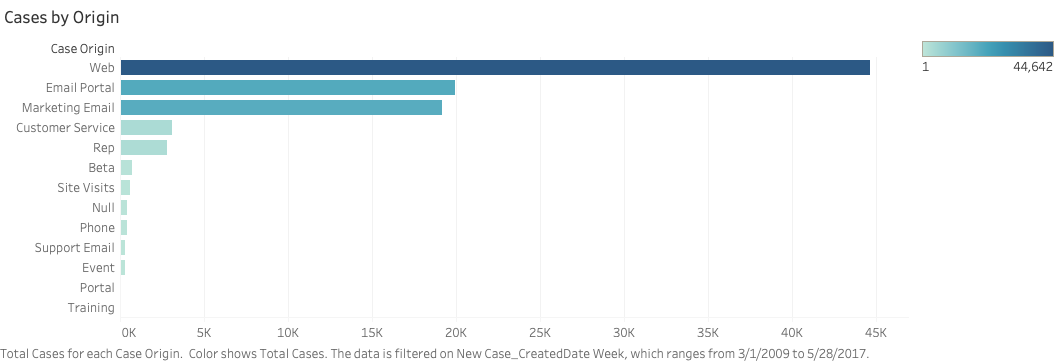 Cases by Origin
Case Origin
Web
Email Portal
Marketing Email
Customer Service
Rep
Beta
Site Visits
Null
Phone
Support Email
Event
Portal
Training
0K 5K 10K 15K 20K 25K 30K 35K 40K 45K
1 44,642
Total Cases for each Case Origin. Color shows Total Cases. The data is filtered on New Case_CreatedDate Week, which ranges from 3/1/2009 to 5/28/2017.